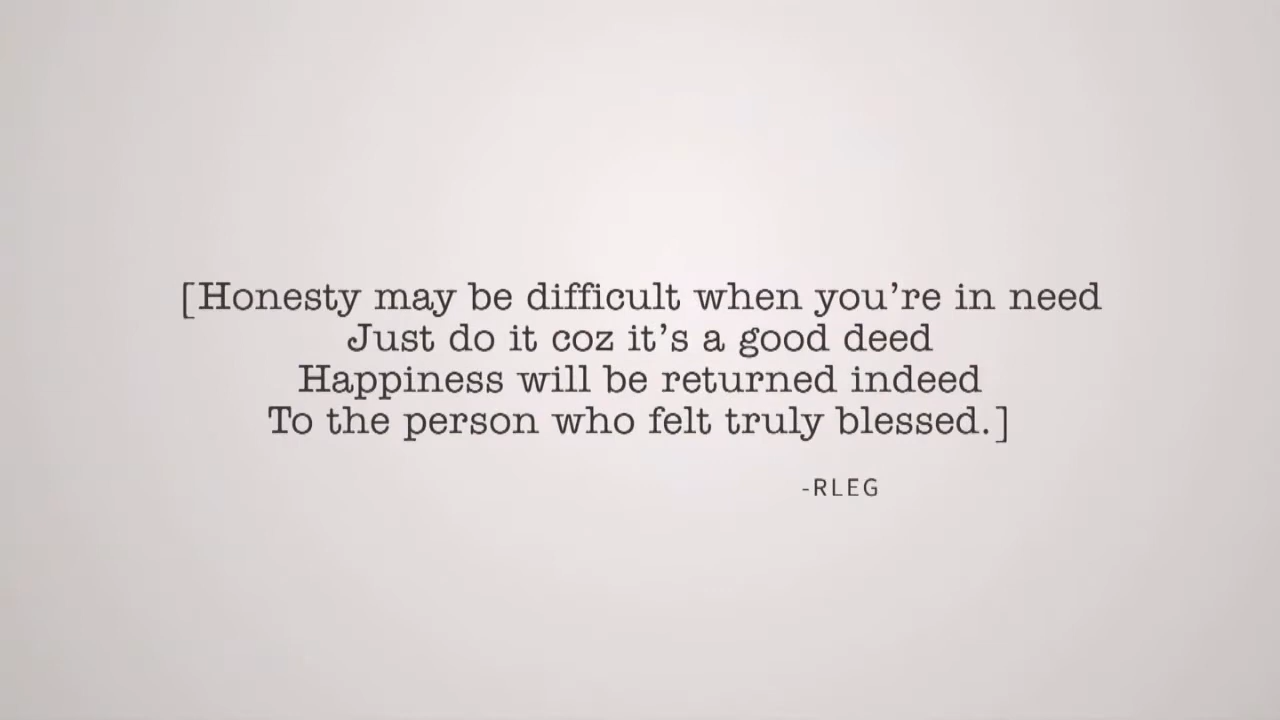 [Honesty may be difficult when you're in need
Just do it coz it's a good deed
Happiness will be returned indeed
To the person who felt truly blessed.]
-RLEG